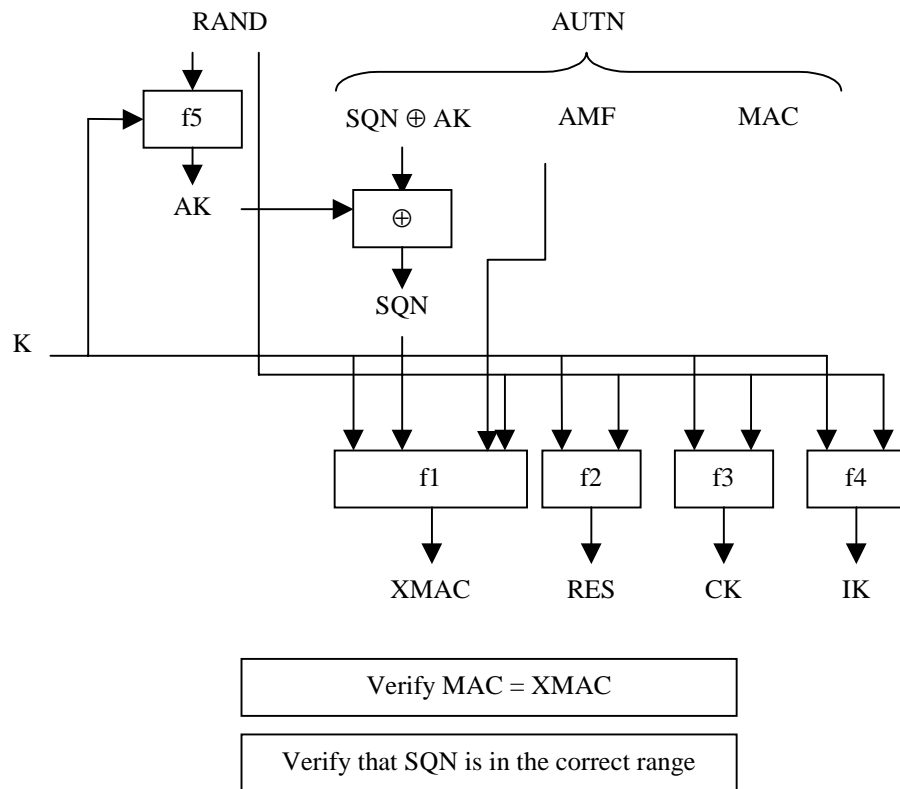 RAND AUTN
f5 SQN ⊕ AK AMF MAC
AK ⊕
SQN
K
f1 f2 f3 f4
XMAC RES CK IK
Verify MAC = XMAC
Verify that SQN is in the correct range